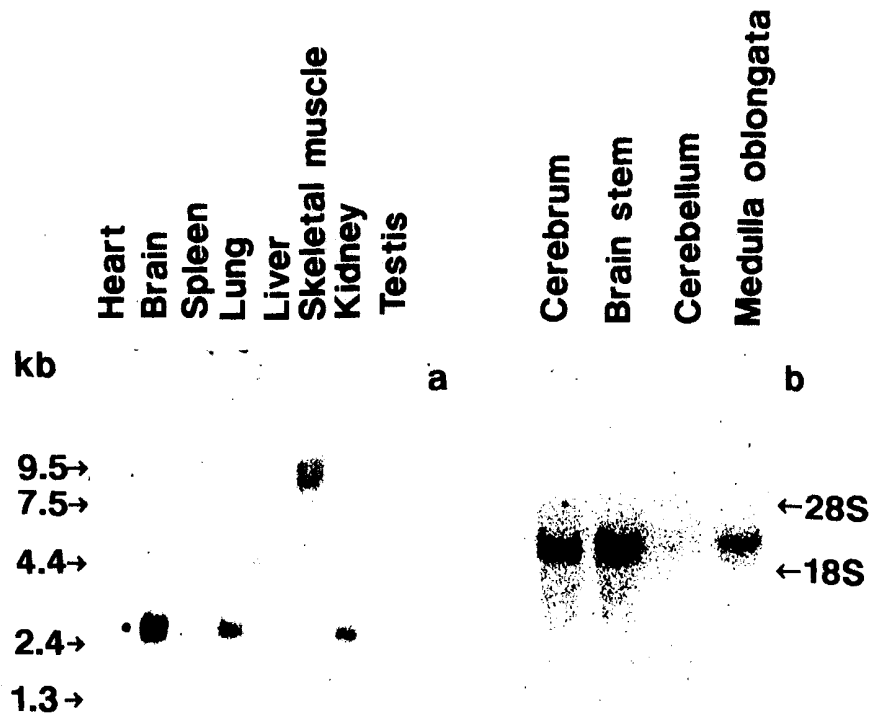 Heart
Brain
Spleen
Lung
Liver
Skeletal muscle
Kidney
Testis
Cerebrum
Brain stem
Cerebellum
Medulla oblongata
kb
a
b
9.5→
7.5→
4.4→
2.4→
1.3→
←28S
←18S